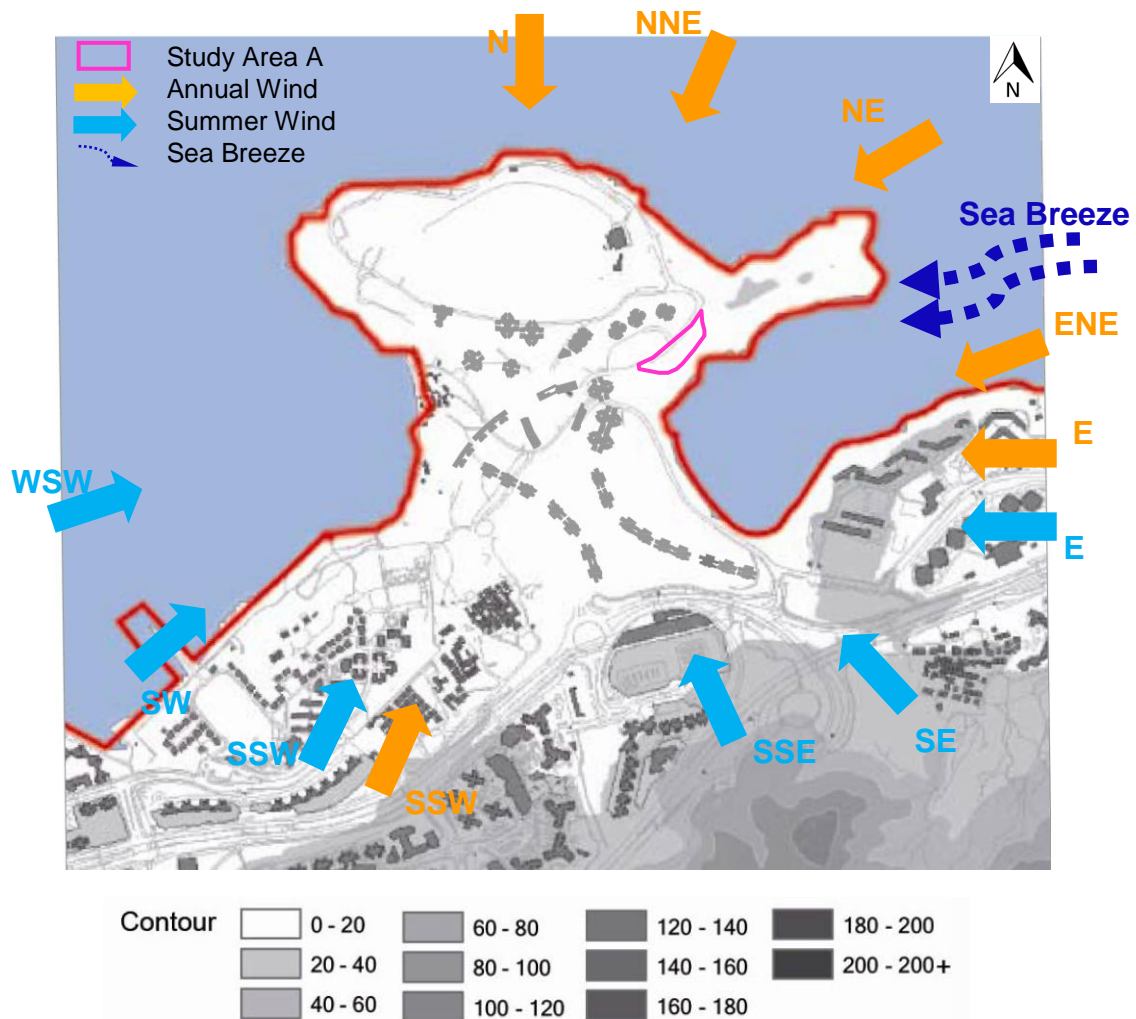 N
NNE
Study Area A
Annual Wind
Summer Wind
Sea Breeze
N
NE
Sea Breeze
ENE
E
WSW
E
SW
SSW
SSW
SSE
SE
Contour
0 - 20
20 - 40
40 - 60
60 - 80
80 - 100
100 - 120
120 - 140
140 - 160
160 - 180
180 - 200
200 - 200+